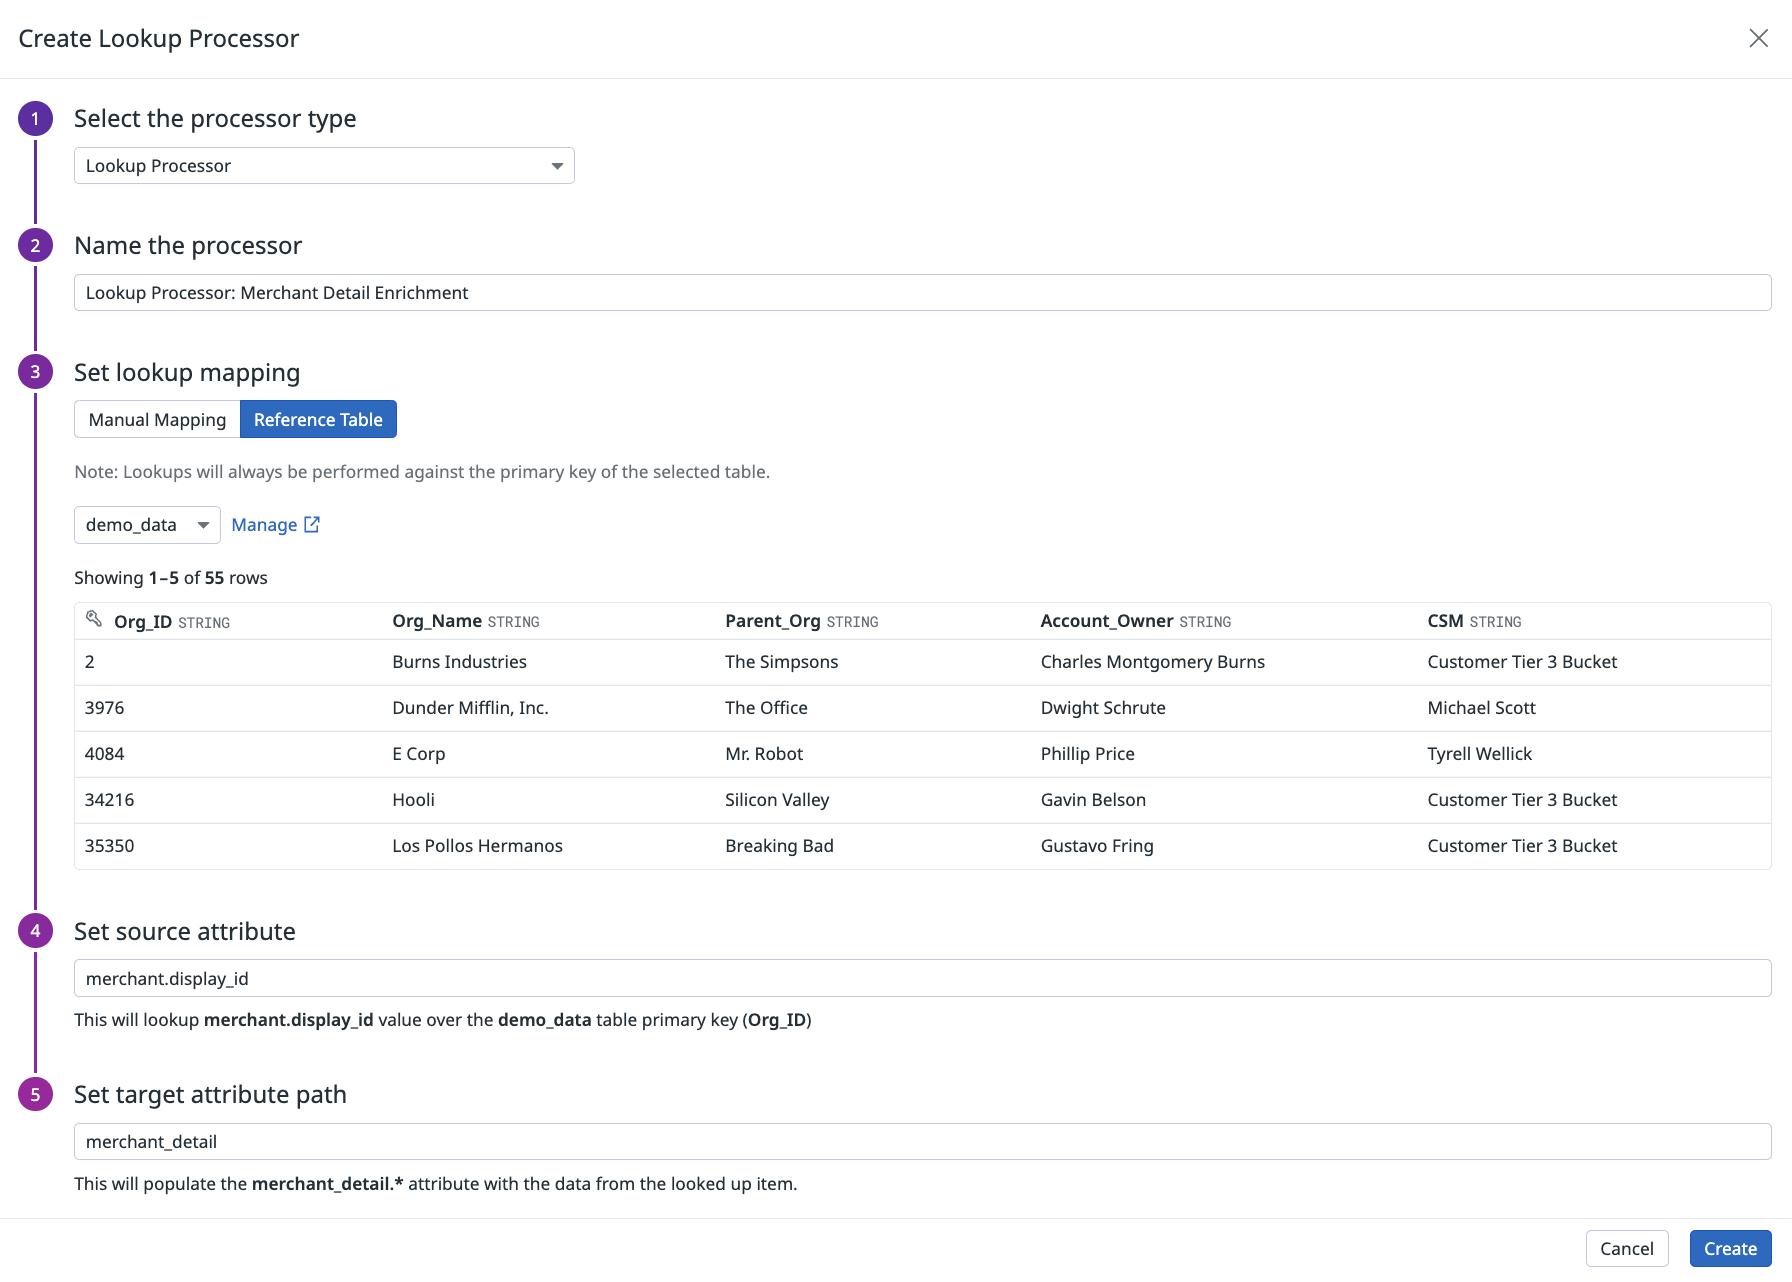 Create Lookup Processor
1 Select the processor type
Lookup Processor
2 Name the processor
Lookup Processor: Merchant Detail Enrichment
3 Set lookup mapping
Manual Mapping Reference Table
Note: Lookups will always be performed against the primary key of the selected table.
demo_data Manage
Showing 1–5 of 55 rows
Org_ID STRING Org_Name STRING Parent_Org STRING Account_Owner STRING CSM STRING
2 Burns Industries The Simpsons Charles Montgomery Burns Customer Tier 3 Bucket
3976 Dunder Mifflin, Inc. The Office Dwight Schrute Michael Scott
4084 E Corp Mr. Robot Phillip Price Tyrell Wellick
34216 Hooli Silicon Valley Gavin Belson Customer Tier 3 Bucket
35350 Los Pollos Hermanos Breaking Bad Gustavo Fring Customer Tier 3 Bucket
4 Set source attribute
merchant.display_id
This will lookup merchant.display_id value over the demo_data table primary key (Org_ID)
5 Set target attribute path
merchant_detail
This will populate the merchant_detail.* attribute with the data from the looked up item.
Cancel Create